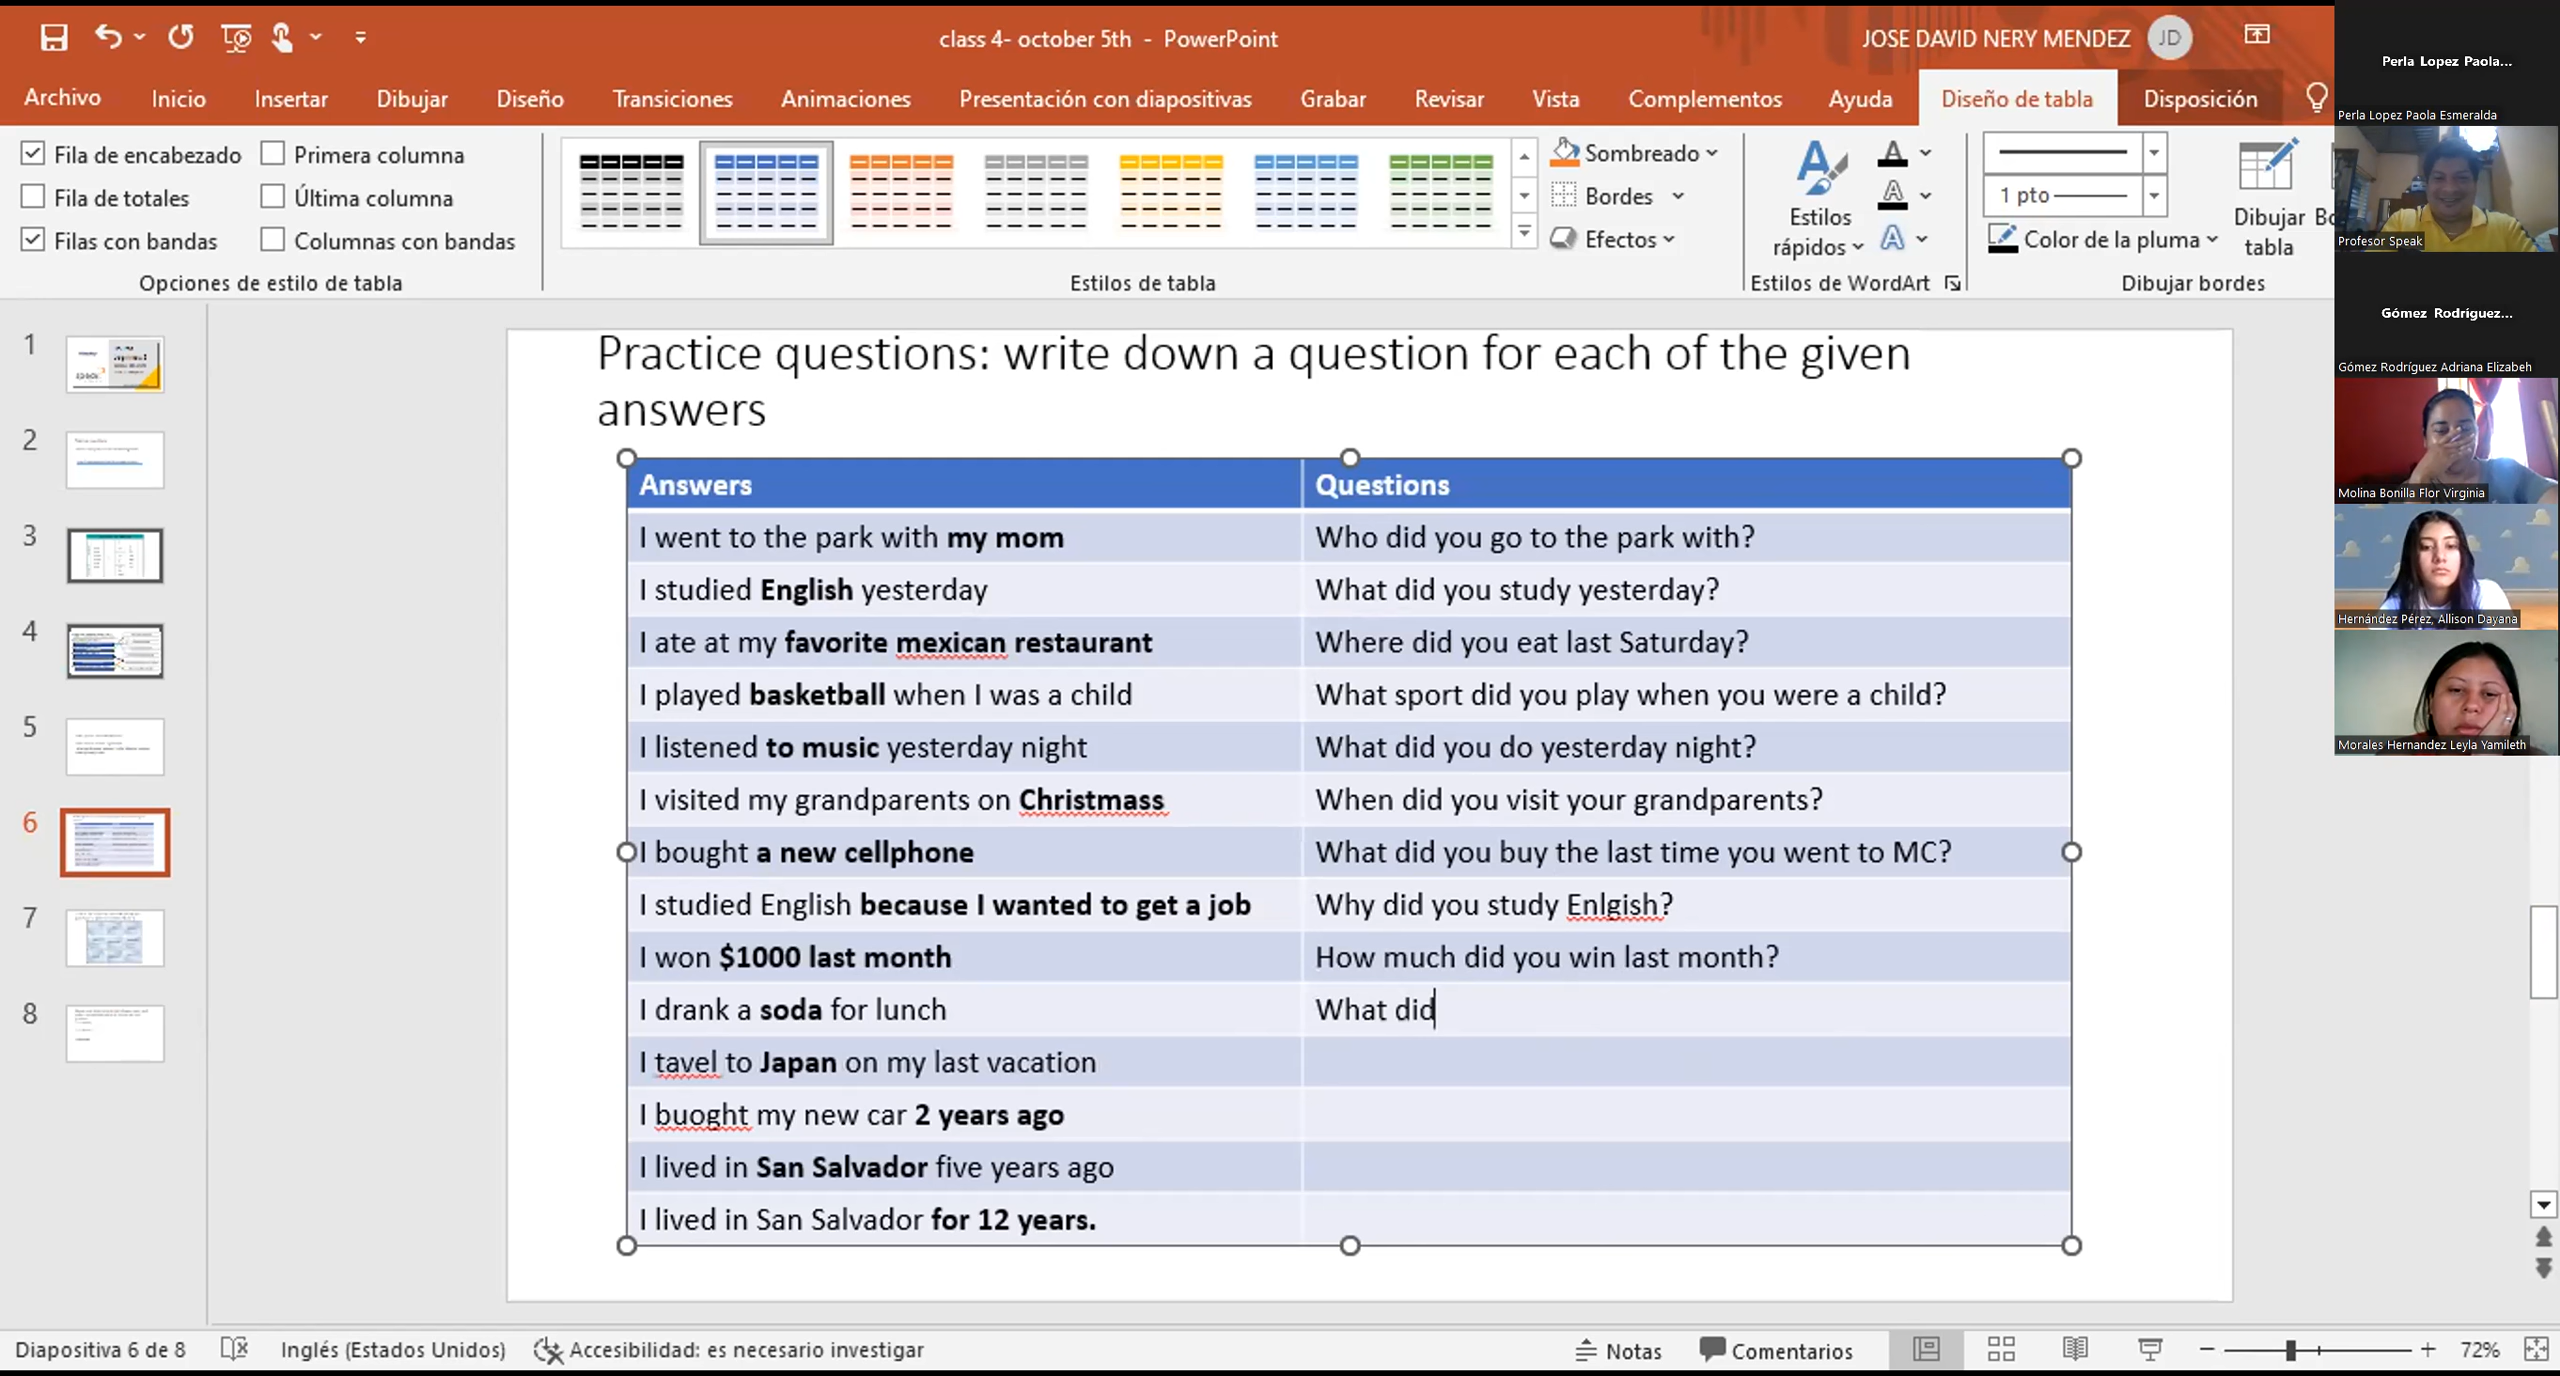 class 4- october 5th - PowerPoint
JOSE DAVID NERY MENDEZ JD
Archivo Inicio Insertar Dibujar Diseño Transiciones Animaciones Presentación con diapositivas Grabar Revisar Vista Complementos Ayuda Diseño de tabla Disposición
Fila de encabezado Primera columna
Fila de totales Última columna
Filas con bandas Columnas con bandas
Opciones de estilo de tabla
Estilos de tabla
Sombreado
Bordes
Efectos
Estilos rápidos
Estilos de WordArt
1 pto
Color de la pluma
Dibujar tabla
Dibujar bordes
1
2
3
4
5
6
7
8
Practice questions: write down a question for each of the given
answers
Answers Questions
I went to the park with my mom Who did you go to the park with?
I studied English yesterday What did you study yesterday?
I ate at my favorite mexican restaurant Where did you eat last Saturday?
I played basketball when I was a child What sport did you play when you were a child?
I listened to music yesterday night What did you do yesterday night?
I visited my grandparents on Christmass When did you visit your grandparents?
I bought a new cellphone What did you buy the last time you went to MC?
I studied English because I wanted to get a job Why did you study Enlgish?
I won $1000 last month How much did you win last month?
I drank a soda for lunch What did
I tavel to Japan on my last vacation
I buoght my new car 2 years ago
I lived in San Salvador five years ago
I lived in San Salvador for 12 years.
Perla Lopez Paola...
Perla Lopez Paola Esmeralda
Profesor Speak
Gómez Rodríguez...
Gómez Rodríguez Adriana Elizabeh
Molina Bonilla Flor Virginia
Hernández Pérez, Allison Dayana
Morales Hernandez Leyla Yamileth
Diapositiva 6 de 8 Inglés (Estados Unidos) Accesibilidad: es necesario investigar Notas Comentarios 72%